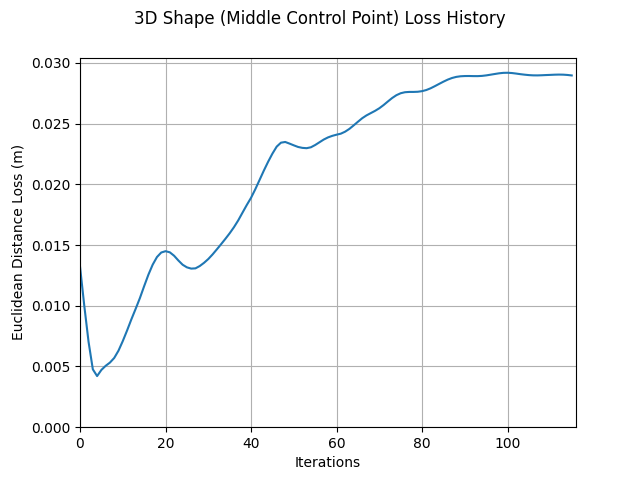 3D Shape (Middle Control Point) Loss History
0.030
0.025
0.020
0.015
0.010
0.005
0.000
Euclidean Distance Loss (m)
0 20 40 60 80 100
Iterations